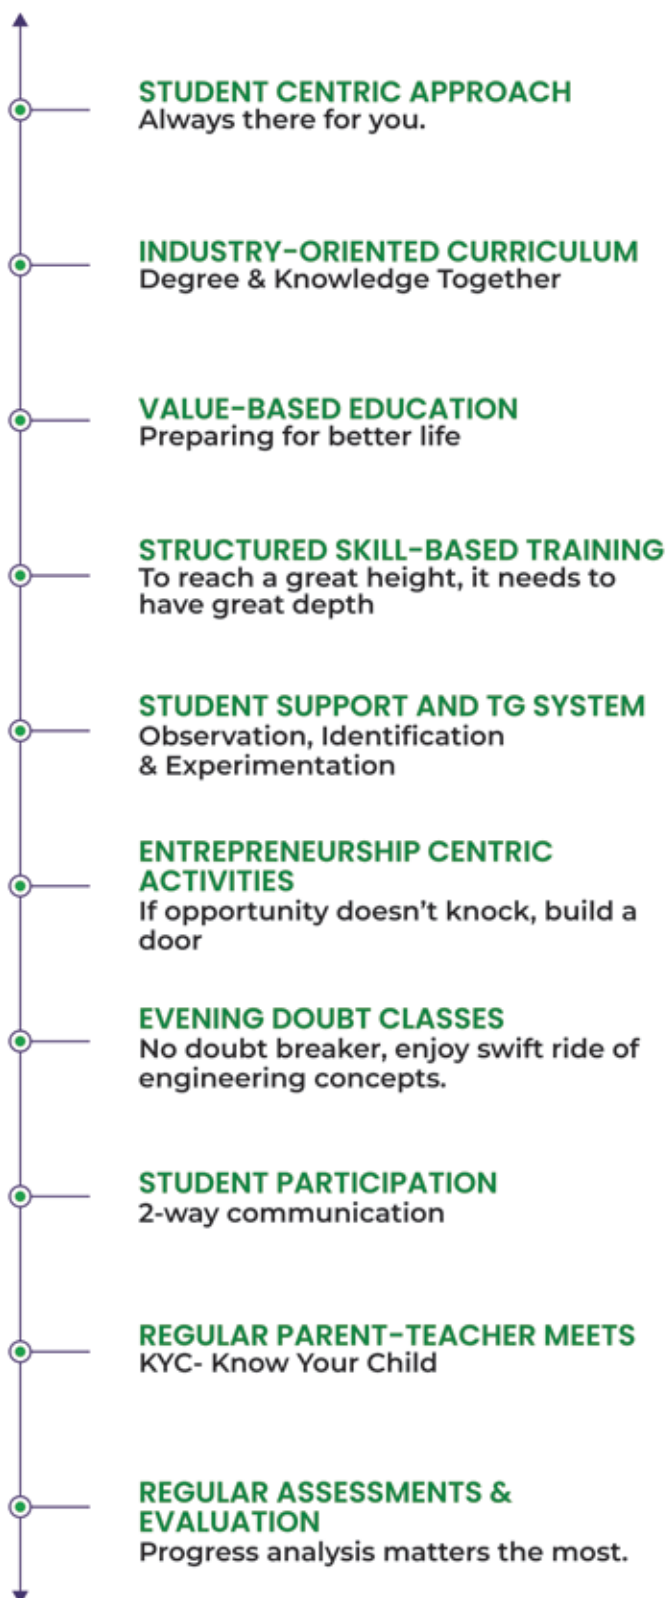 STUDENT CENTRIC APPROACH
Always there for you.
INDUSTRY-ORIENTED CURRICULUM
Degree & Knowledge Together
VALUE-BASED EDUCATION
Preparing for better life
STRUCTURED SKILL-BASED TRAINING
To reach a great height, it needs to
have great depth
STUDENT SUPPORT AND TG SYSTEM
Observation, Identification
& Experimentation
ENTREPRENEURSHIP CENTRIC
ACTIVITIES
If opportunity doesn’t knock, build a
door
EVENING DOUBT CLASSES
No doubt breaker, enjoy swift ride of
engineering concepts.
STUDENT PARTICIPATION
2-way communication
REGULAR PARENT-TEACHER MEETS
KYC- Know Your Child
REGULAR ASSESSMENTS &
EVALUATION
Progress analysis matters the most.